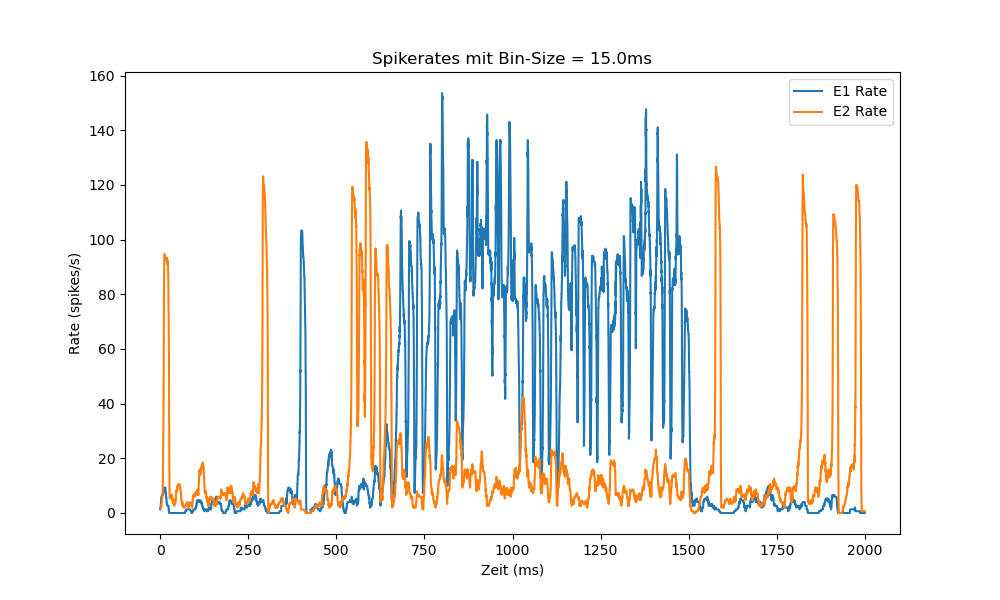 Spikerates mit Bin-Size = 15.0ms
E1 Rate
E2 Rate
Rate (spikes/s)
160
140
120
100
80
60
40
20
0
0 250 500 750 1000 1250 1500 1750 2000
Zeit (ms)